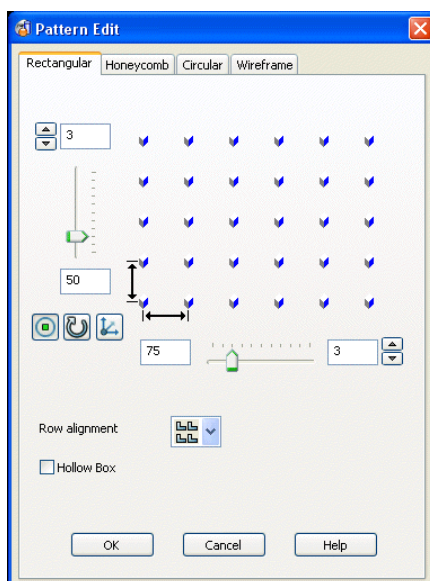 Pattern Edit
Rectangular Honeycomb Circular Wireframe
3
50
75 3
Row alignment
Hollow Box
OK Cancel Help